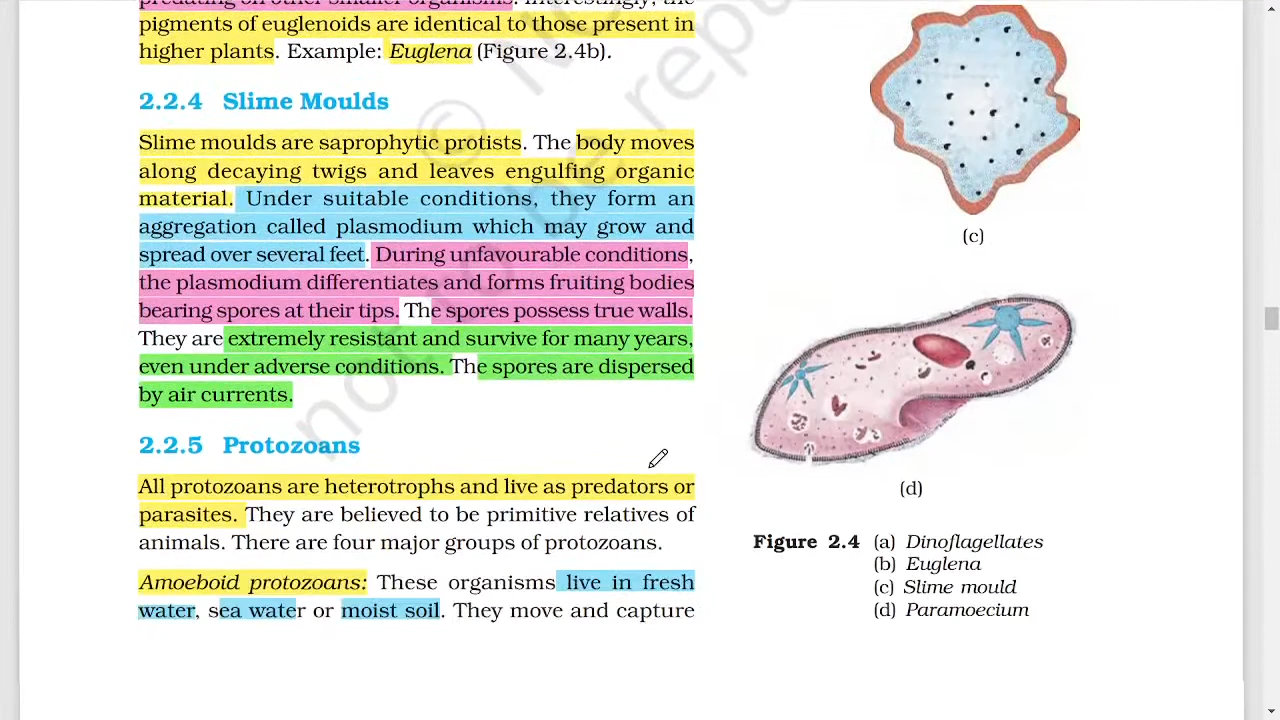 predating on other smaller organisms. Interestingly, the
pigments of euglenoids are identical to those present in
higher plants. Example: Euglena (Figure 2.4b).
2.2.4 Slime Moulds
Slime moulds are saprophytic protists. The body moves
along decaying twigs and leaves engulfing organic
material. Under suitable conditions, they form an
aggregation called plasmodium which may grow and
spread over several feet. During unfavourable conditions,
the plasmodium differentiates and forms fruiting bodies
bearing spores at their tips. The spores possess true walls.
They are extremely resistant and survive for many years,
even under adverse conditions. The spores are dispersed
by air currents.
2.2.5 Protozoans
All protozoans are heterotrophs and live as predators or
parasites. They are believed to be primitive relatives of
animals. There are four major groups of protozoans.
Amoeboid protozoans: These organisms live in fresh
water, sea water or moist soil. They move and capture
(c)
(d)
Figure 2.4 (a) Dinoflagellates
(b) Euglena
(c) Slime mould
(d) Paramoecium
not to be repu
© N